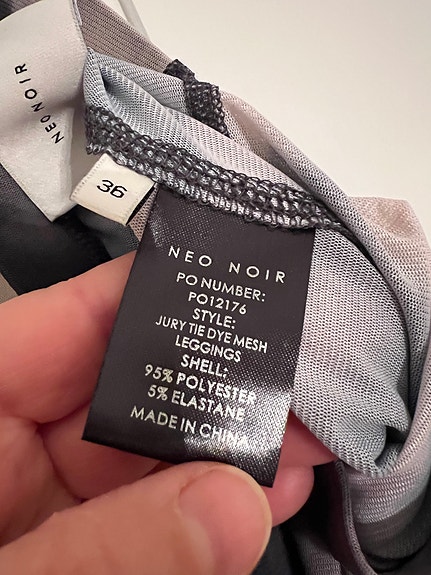 NEO NOIR
36
NEO NOIR
PO NUMBER:
PO12176
STYLE:
JURY TIE DYE MESH
LEGGINGS
SHELL:
95% POLYESTER
5% ELASTANE
MADE IN CHINA